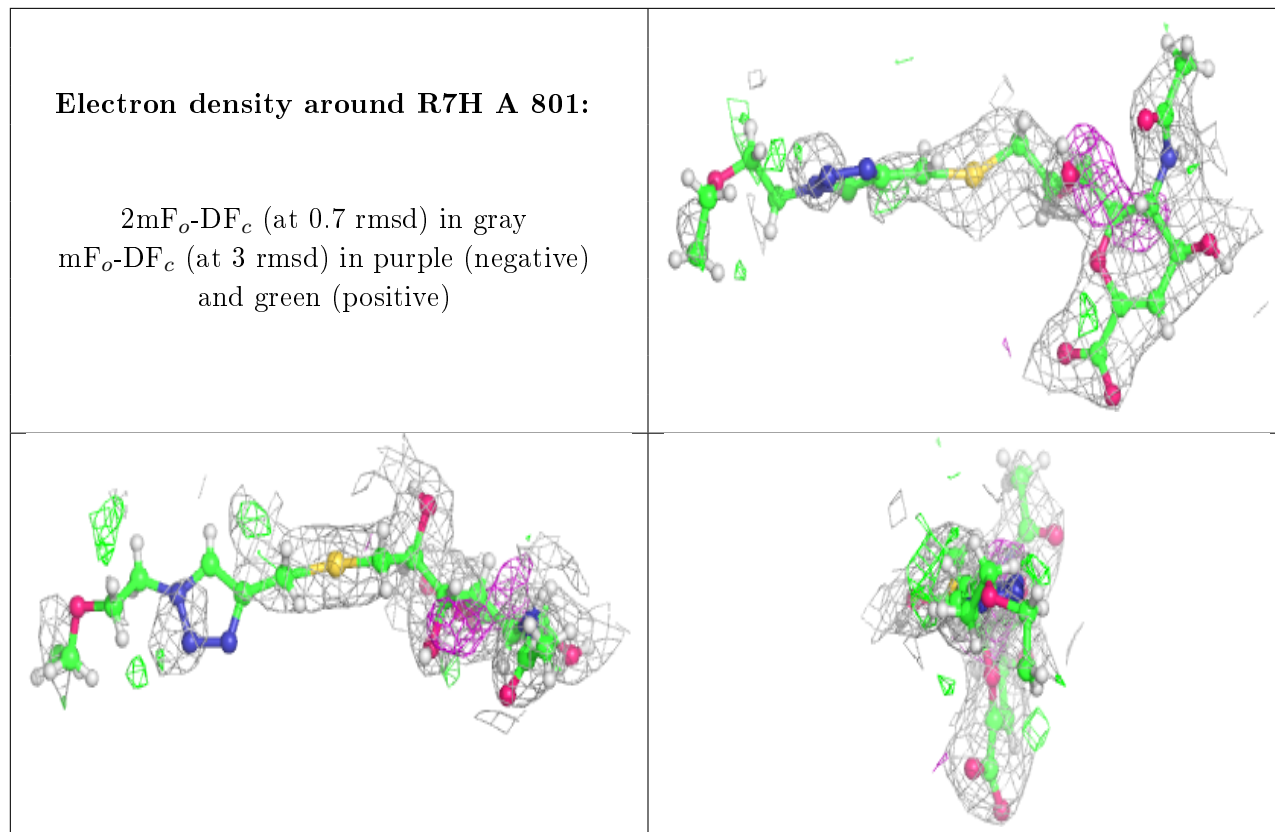 Electron density around R7H A 801:
2mFo-DFc (at 0.7 rmsd) in gray
mFo-DFc (at 3 rmsd) in purple (negative)
and green (positive)